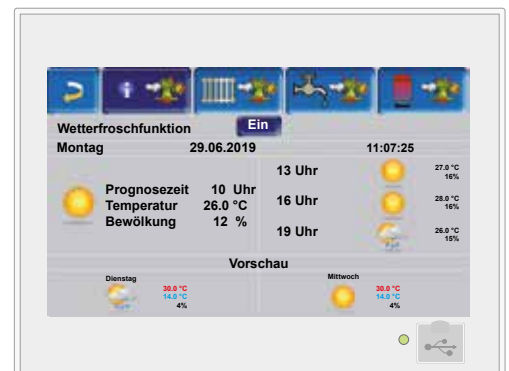 Wetterfroschfunktion Ein
Montag 29.06.2019 11:07:25
Prognosezeit 10 Uhr
Temperatur 26.0 °C
Bewölkung 12 %
13 Uhr 27.0 °C 16%
16 Uhr 28.0 °C 16%
19 Uhr 26.0 °C 15%
Vorschau
Dienstag 30.0 °C 14.0 °C 4%
Mittwoch 30.0 °C 14.0 °C 4%